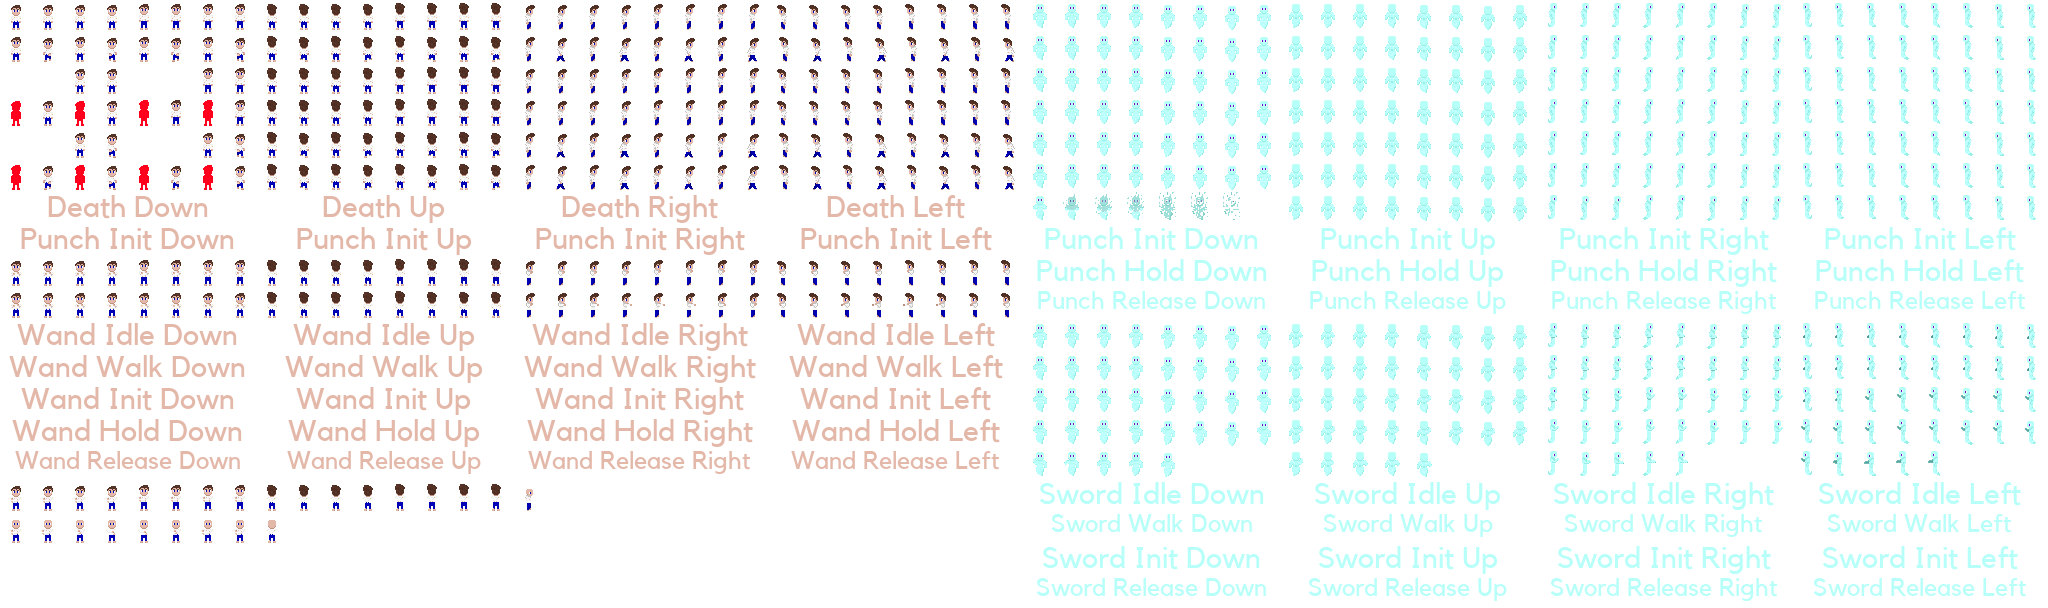 Death Down Death Up Death Right Death Left
Punch Init Down Punch Init Up Punch Init Right Punch Init Left Punch Init Down Punch Init Up Punch Init Right Punch Init Left
Punch Hold Down Punch Hold Up Punch Hold Right Punch Hold Left
Punch Release Down Punch Release Up Punch Release Right Punch Release Left
Wand Idle Down Wand Idle Up Wand Idle Right Wand Idle Left
Wand Walk Down Wand Walk Up Wand Walk Right Wand Walk Left
Wand Init Down Wand Init Up Wand Init Right Wand Init Left
Wand Hold Down Wand Hold Up Wand Hold Right Wand Hold Left
Wand Release Down Wand Release Up Wand Release Right Wand Release Left
Sword Idle Down Sword Idle Up Sword Idle Right Sword Idle Left
Sword Walk Down Sword Walk Up Sword Walk Right Sword Walk Left
Sword Init Down Sword Init Up Sword Init Right Sword Init Left
Sword Release Down Sword Release Up Sword Release Right Sword Release Left